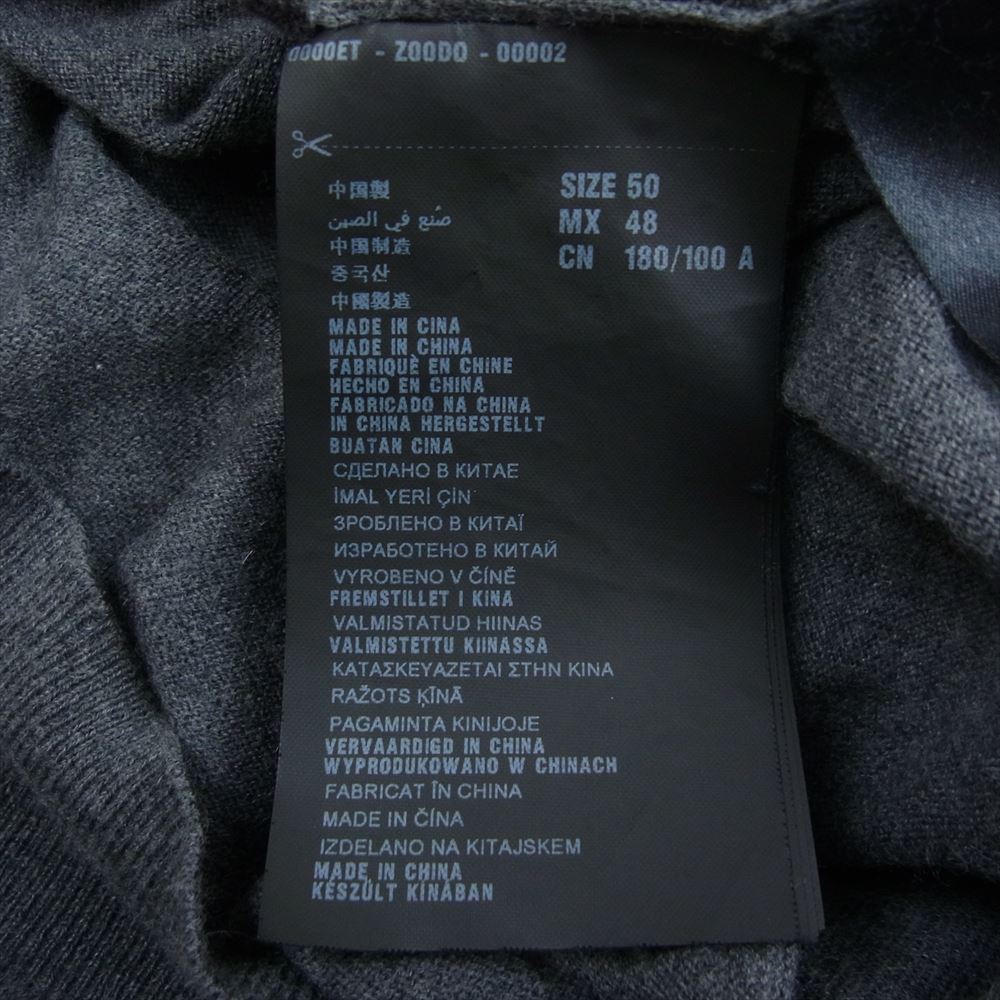 0000ET - ZOODQ - 00002
中国製
صُنع في الصين
中国制造
중국산
中國製造
SIZE 50
MX 48
CN 180/100 A
MADE IN CINA
MADE IN CHINA
FABRIQUÈ EN CHINE
HECHO EN CHINA
FABRICADO NA CHINA
IN CHINA HERGESTELLT
BUATAN CINA
СДЕЛАНО В КИТАЕ
İMAL YERİ ÇİN
ЗРОБЛЕНО В КИТАЇ
ИЗРАБОТЕНО В КИТАЙ
VYROBENO V ČÍNĚ
FREMSTILLET I KINA
VALMISTATUD HIINAS
VALMISTETTU KIINASSA
ΚΑΤΑΣΚΕΥΑΖΕΤΑΙ ΣΤΗΝ ΚΙΝΑ
RAŽOTS ĶĪNĀ
PAGAMINTA KINIJOJE
VERVAARDIGD IN CHINA
WYPRODUKOWANO W CHINACH
FABRICAT ÎN CHINA
MADE IN ČÍNA
IZDELANO NA KITAJSKEM
MADE IN CHINA
KÉSZÜLT KÍNÁBAN